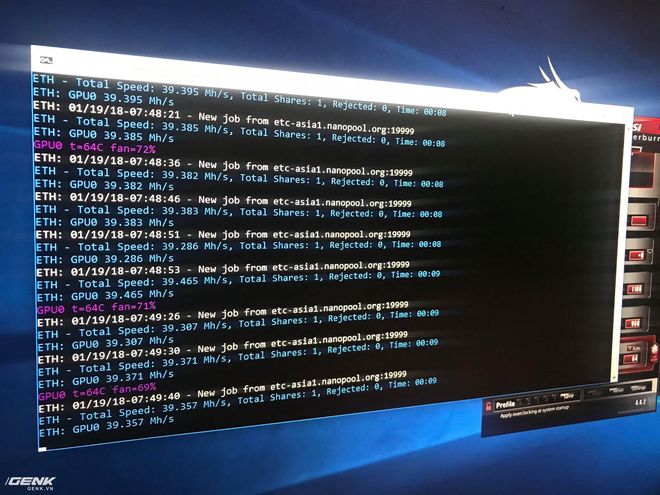 ETH - Total Speed: 39.395 Mh/s, Total Shares: 1, Rejected: 0, Time: 00:08
ETH: GPU0 39.395 Mh/s
ETH: 01/19/18-07:48:21 - New job from etc-asia1.nanopool.org:19999
ETH - Total Speed: 39.385 Mh/s, Total Shares: 1, Rejected: 0, Time: 00:08
ETH: GPU0 39.385 Mh/s
GPU0 t=64C fan=72%
ETH: 01/19/18-07:48:36 - New job from etc-asia1.nanopool.org:19999
ETH - Total Speed: 39.382 Mh/s, Total Shares: 1, Rejected: 0, Time: 00:08
ETH: GPU0 39.382 Mh/s
ETH: 01/19/18-07:48:46 - New job from etc-asia1.nanopool.org:19999
ETH - Total Speed: 39.383 Mh/s, Total Shares: 1, Rejected: 0, Time: 00:08
ETH: GPU0 39.383 Mh/s
ETH: 01/19/18-07:48:51 - New job from etc-asia1.nanopool.org:19999
ETH - Total Speed: 39.286 Mh/s, Total Shares: 1, Rejected: 0, Time: 00:08
ETH: GPU0 39.286 Mh/s
ETH: 01/19/18-07:48:53 - New job from etc-asia1.nanopool.org:19999
ETH - Total Speed: 39.465 Mh/s, Total Shares: 1, Rejected: 0, Time: 00:09
ETH: GPU0 39.465 Mh/s
GPU0 t=64C fan=71%
ETH: 01/19/18-07:49:26 - New job from etc-asia1.nanopool.org:19999
ETH - Total Speed: 39.307 Mh/s, Total Shares: 1, Rejected: 0, Time: 00:09
ETH: GPU0 39.307 Mh/s
ETH: 01/19/18-07:49:30 - New job from etc-asia1.nanopool.org:19999
ETH - Total Speed: 39.371 Mh/s, Total Shares: 1, Rejected: 0, Time: 00:09
ETH: GPU0 39.371 Mh/s
GPU0 t=64C fan=69%
ETH: 01/19/18-07:49:40 - New job from etc-asia1.nanopool.org:19999
ETH - Total Speed: 39.357 Mh/s, Total Shares: 1, Rejected: 0, Time: 00:09
ETH: GPU0 39.357 Mh/s
Profile
Apply overclocking at system startup
4.4.2
GENK
GENK.VN